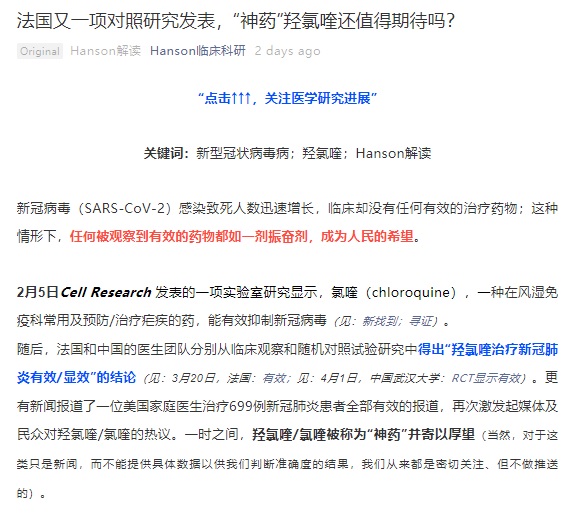 法国又一项对照研究发表，“神药”羟氯喹还值得期待吗？
Original Hanson解读 Hanson临床科研 2 days ago
“点击↑↑↑，关注医学研究进展”
关键词：新型冠状病毒病；羟氯喹；Hanson解读
新冠病毒（SARS-CoV-2）感染致死人数迅速增长，临床却没有任何有效的治疗药物；这种
情形下，任何被观察到有效的药物都如一剂振奋剂，成为人民的希望。
2月5日Cell Research 发表的一项实验室研究显示，氯喹（chloroquine），一种在风湿免
疫科常用及预防/治疗疟疾的药，能有效抑制新冠病毒（见：新找到；寻证）。
随后，法国和中国的医生团队分别从临床观察和随机对照试验研究中得出“羟氯喹治疗新冠肺
炎有效/显效”的结论（见：3月20日，法国：有效；见：4月1日，中国武汉大学：RCT显示有效）。更
有新闻报道了一位美国家庭医生治疗699例新冠肺炎患者全部有效的报道，再次激发起媒体及
民众对羟氯喹/氯喹的热议。一时之间，羟氯喹/氯喹被称为“神药”并寄以厚望（当然，对于这
类只是新闻，而不能提供具体数据以供我们判断准确度的结果，我们从来都是密切关注、但不做推送
的）。